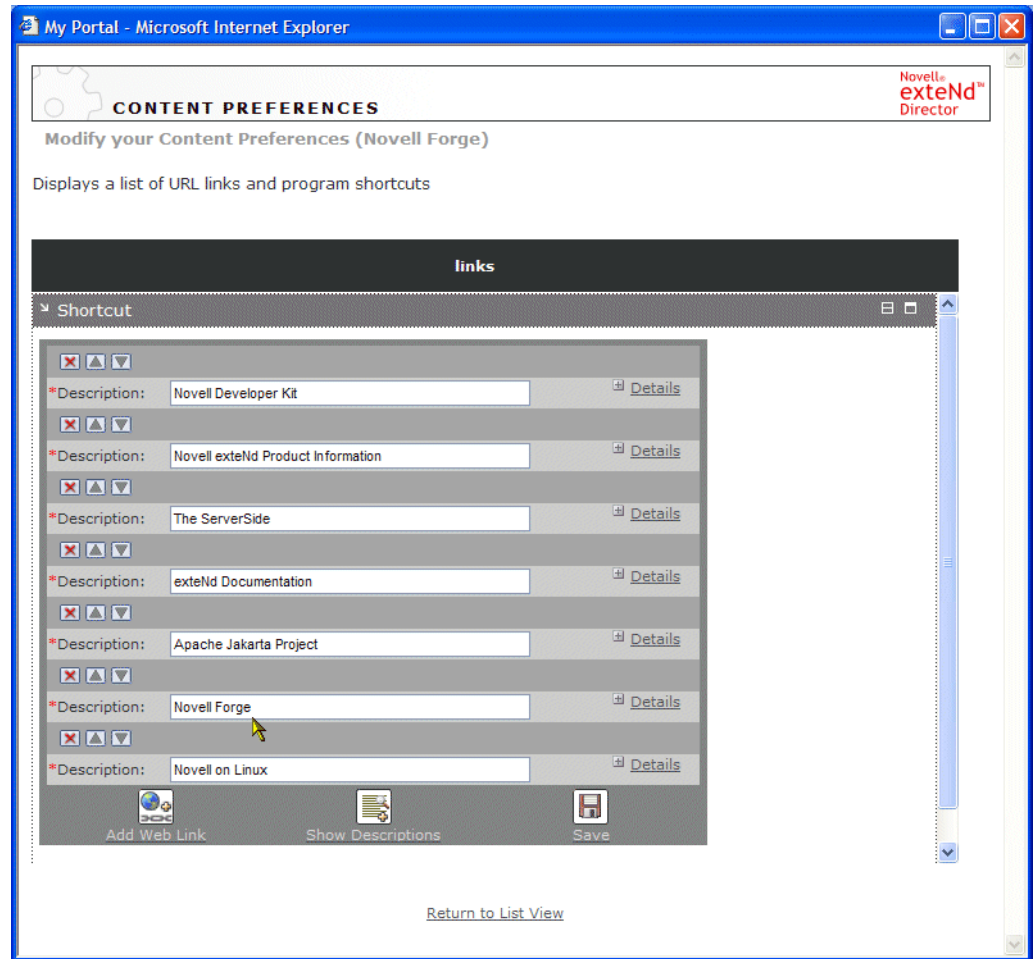 My Portal - Microsoft Internet Explorer
CONTENT PREFERENCES
Novell®
exteNd™
Director
Modify your Content Preferences (Novell Forge)
Displays a list of URL links and program shortcuts
links
Shortcut
*Description: Novell Developer Kit Details
*Description: Novell exteNd Product Information Details
*Description: The ServerSide Details
*Description: exteNd Documentation Details
*Description: Apache Jakarta Project Details
*Description: Novell Forge Details
*Description: Novell on Linux Details
Add Web Link Show Descriptions Save
Return to List View